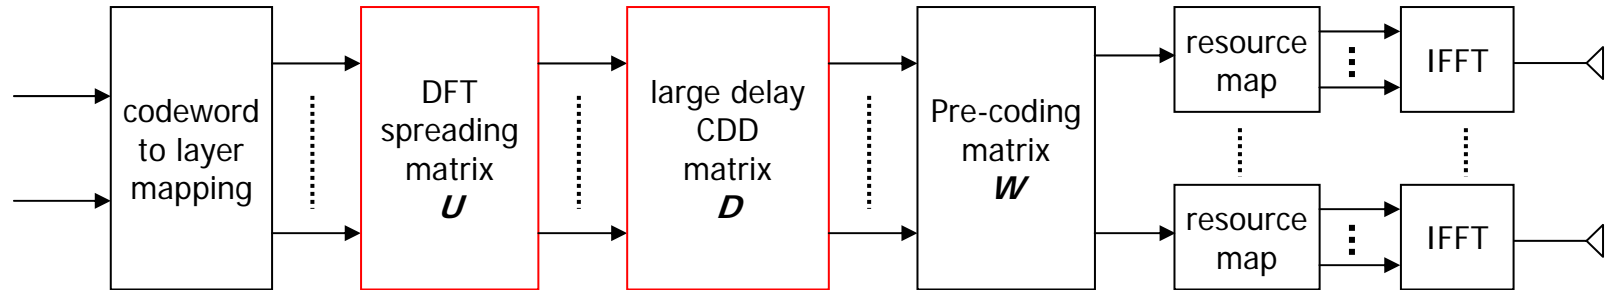 codeword
to layer
mapping
DFT
spreading
matrix
U
large delay
CDD
matrix
D
Pre-coding
matrix
W
resource
map
IFFT
resource
map
IFFT